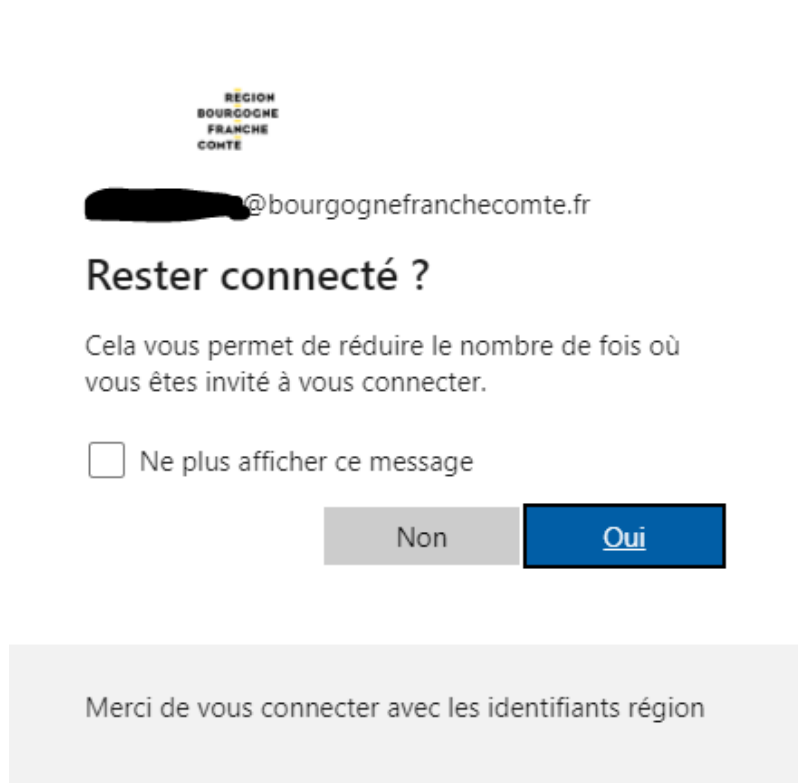 RÉGION
BOURGOGNE
FRANCHE
COMTÉ
@bourgognefranchecomte.fr
Rester connecté ?
Cela vous permet de réduire le nombre de fois où
vous êtes invité à vous connecter.
Ne plus afficher ce message
Non Oui
Merci de vous connecter avec les identifiants région